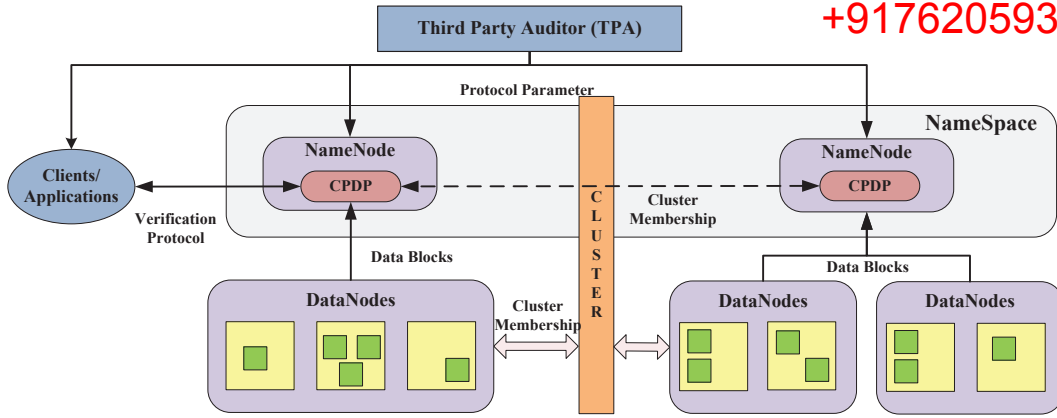 +917620593
Third Party Auditor (TPA)
Protocol Parameter
NameSpace
NameNode
CPDP
NameNode
CPDP
Clients/
Applications
Verification
Protocol
Cluster
Membership
CLUSTER
Data Blocks
Data Blocks
DataNodes
Cluster
Membership
DataNodes
DataNodes